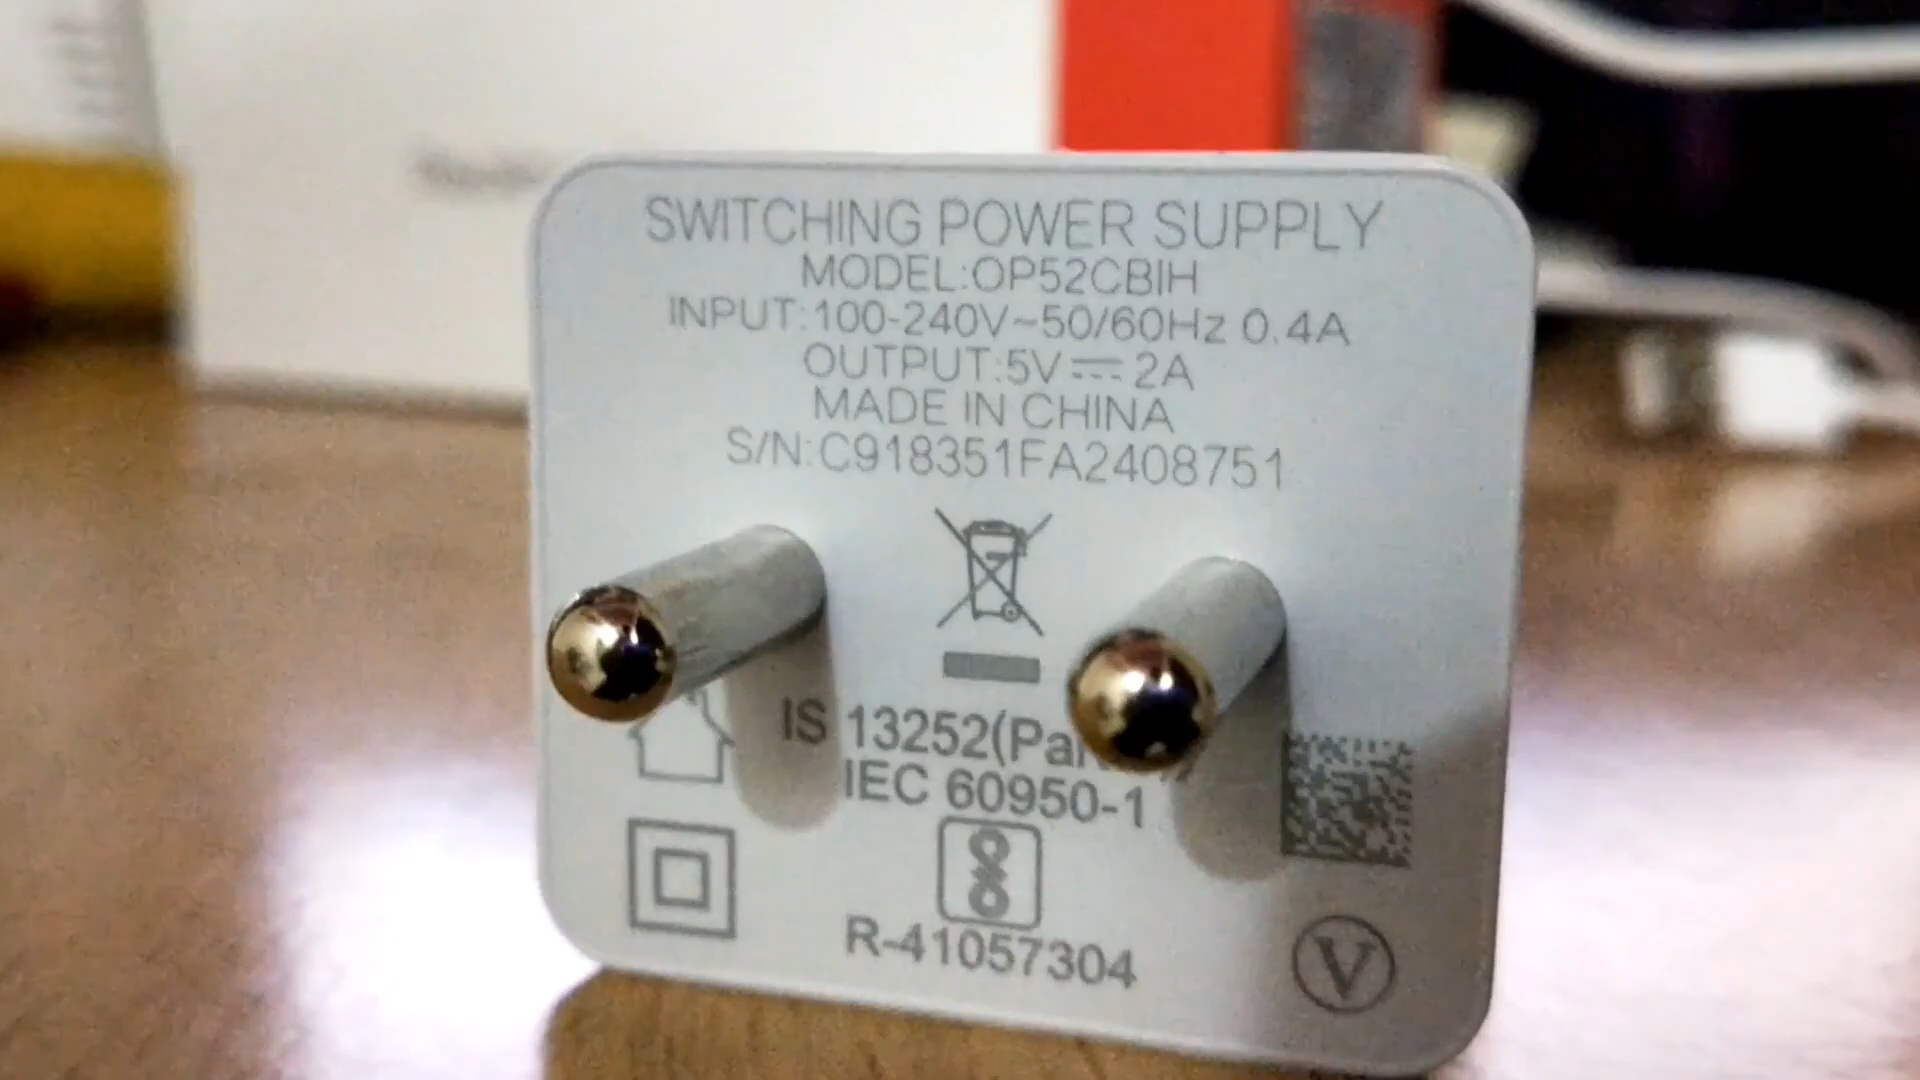 SWITCHING POWER SUPPLY
MODEL:OP52CBIH
INPUT:100-240V~50/60Hz 0.4A
OUTPUT:5V⎓2A
MADE IN CHINA
S/N:C918351FA2408751
IS 13252(
IEC 60950-1
R-41057304
V